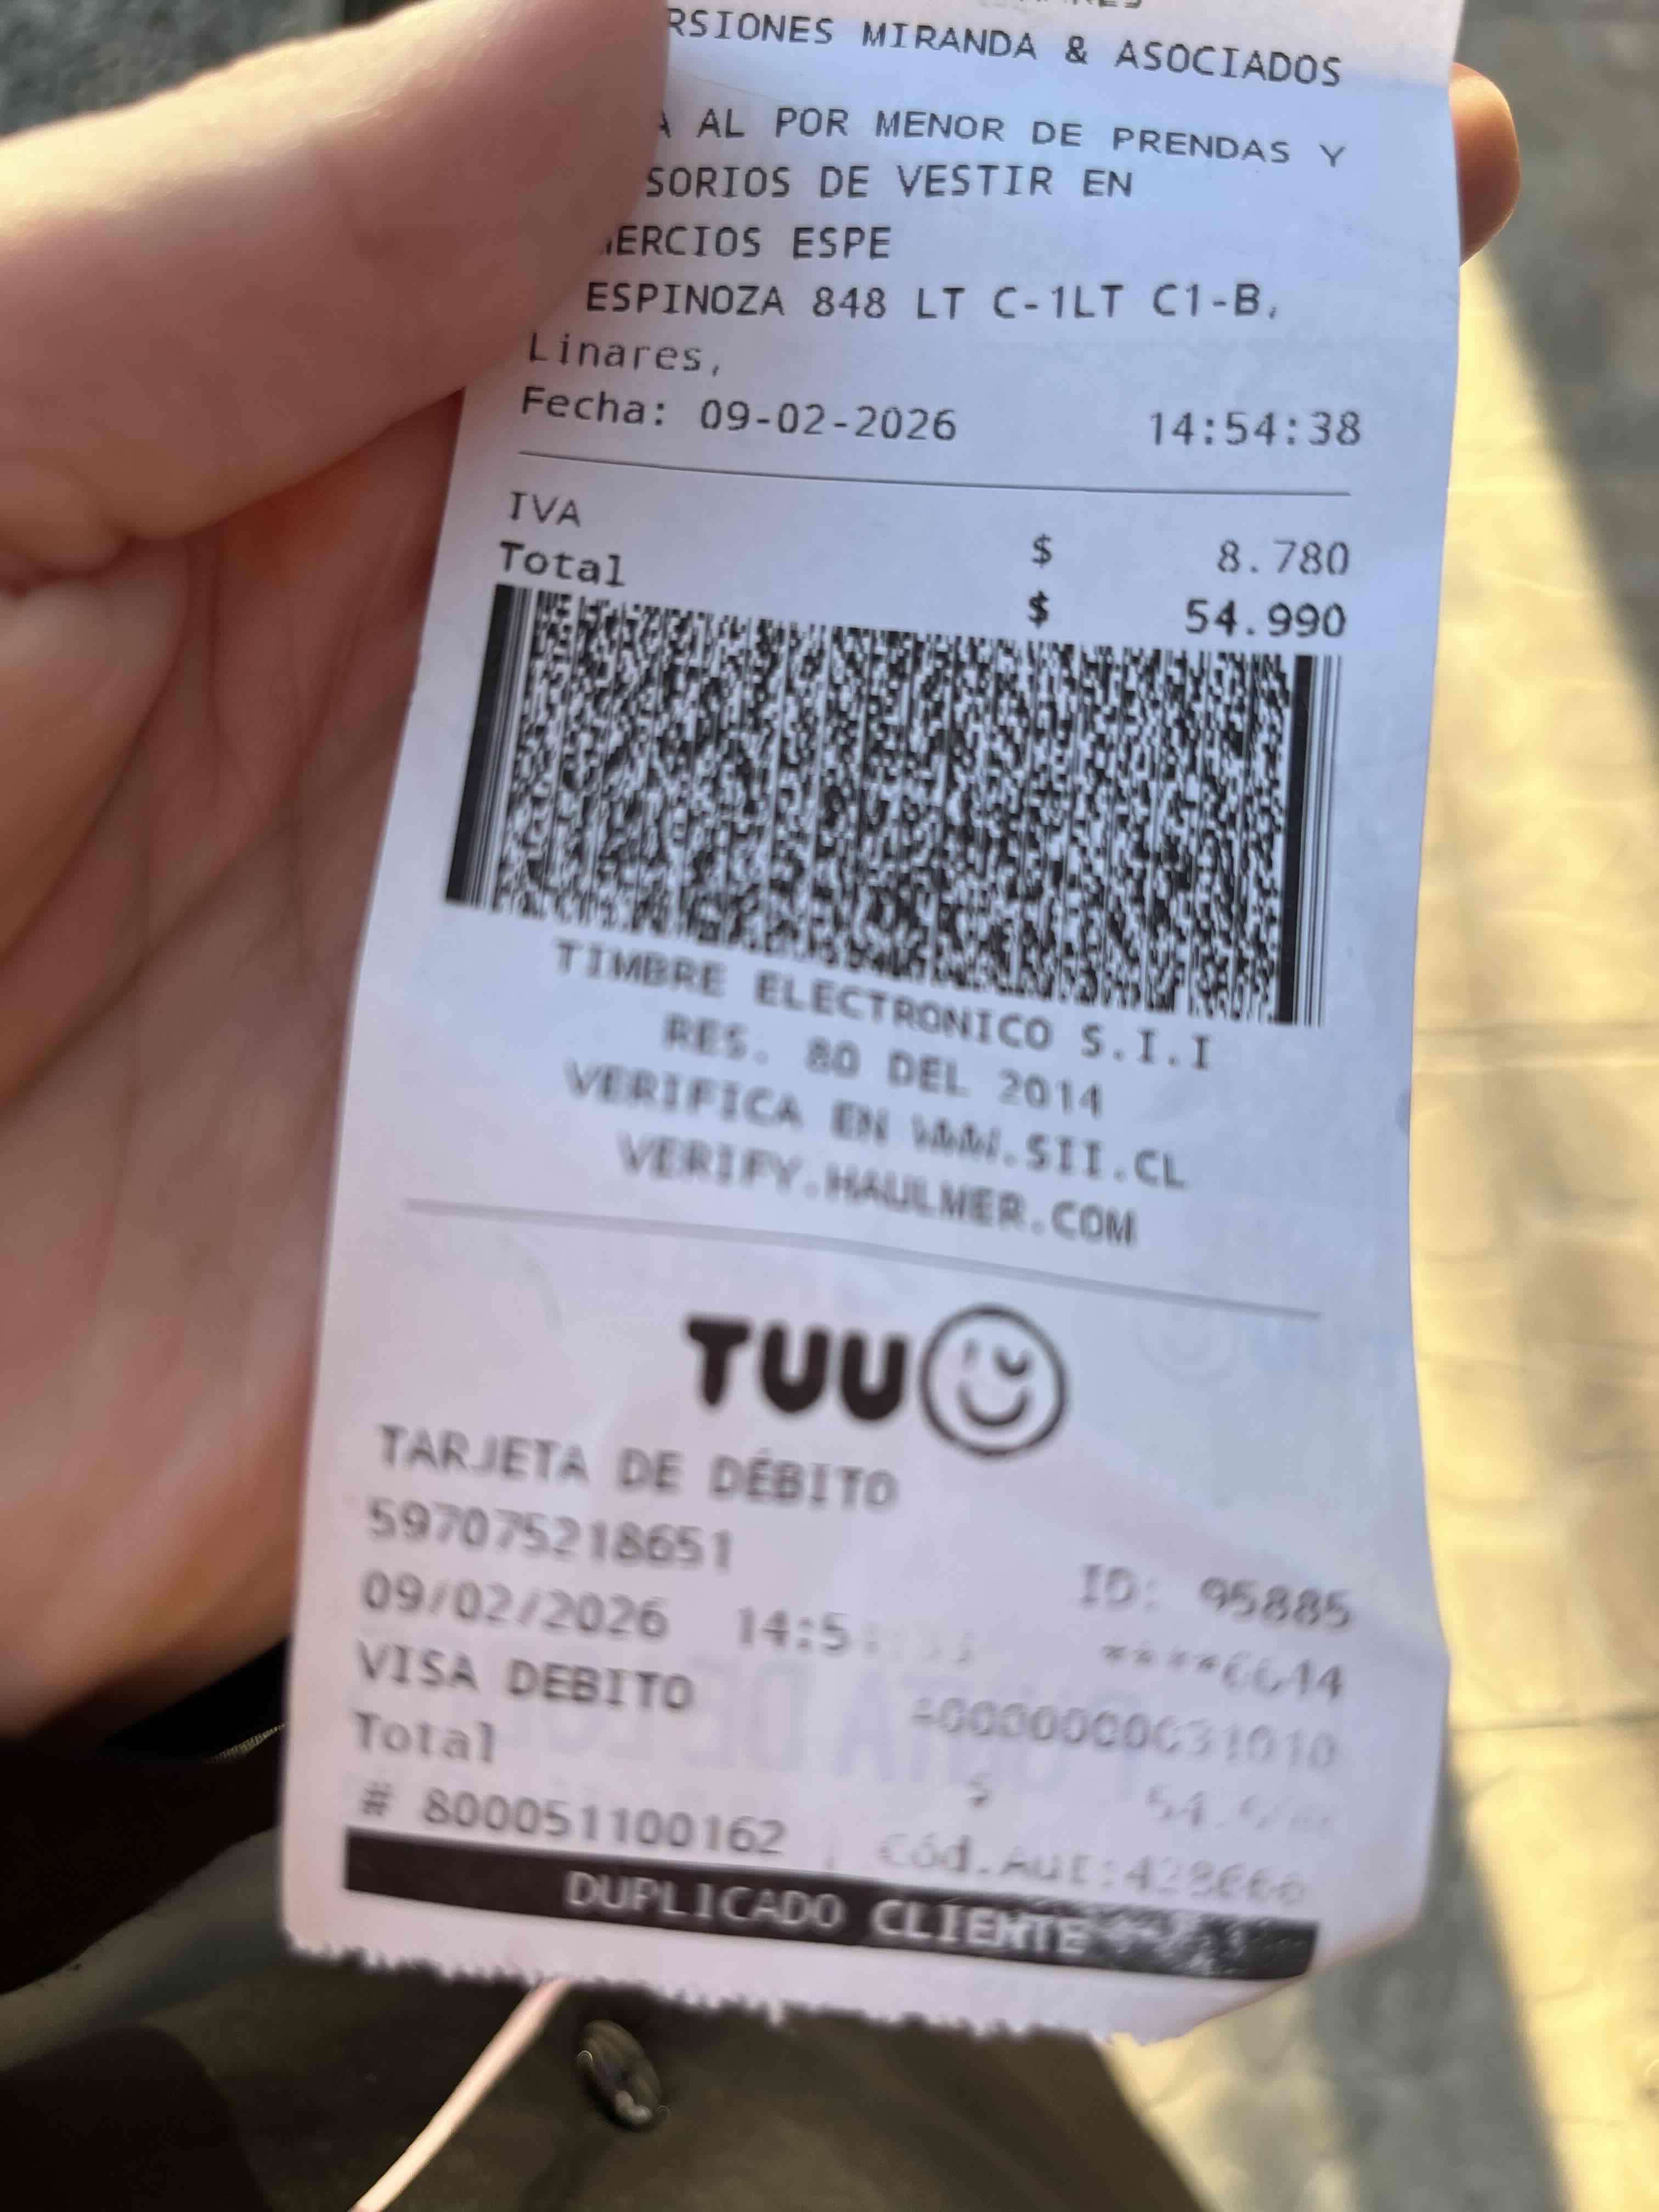 RSIONES MIRANDA & ASOCIADOS
AL POR MENOR DE PRENDAS Y
SORIOS DE VESTIR EN
ERCIOS ESPE
ESPINOZA 848 LT C-1LT C1-B,
Linares,
Fecha: 09-02-2026 14:54:38
IVA $ 8.780
Total $ 54.990
TIMBRE ELECTRONICO S.I.I
RES. 80 DEL 2014
VERIFICA EN WWW.SII.CL
VERIFY.HAULMER.COM
TUU
TARJETA DE DÉBITO
597075218651 ID: 95885
09/02/2026
VISA DEBITO
Total $
# 800051100162
DUPLICADO CLIENTE